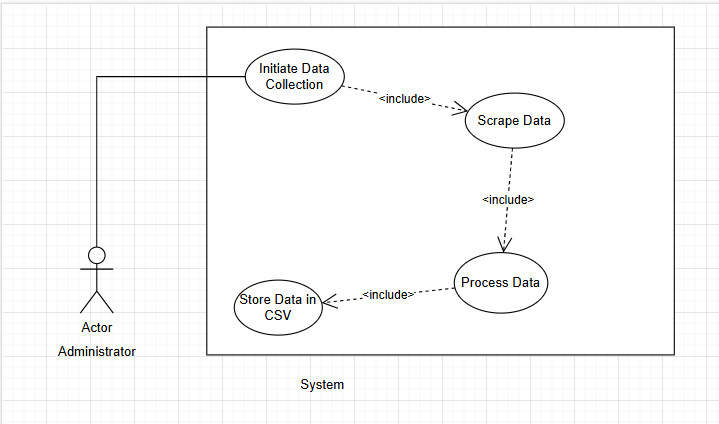 Initiate Data
Collection
<include>
Scrape Data
<include>
Process Data
<include>
Store Data in
CSV
Actor
Administrator
System